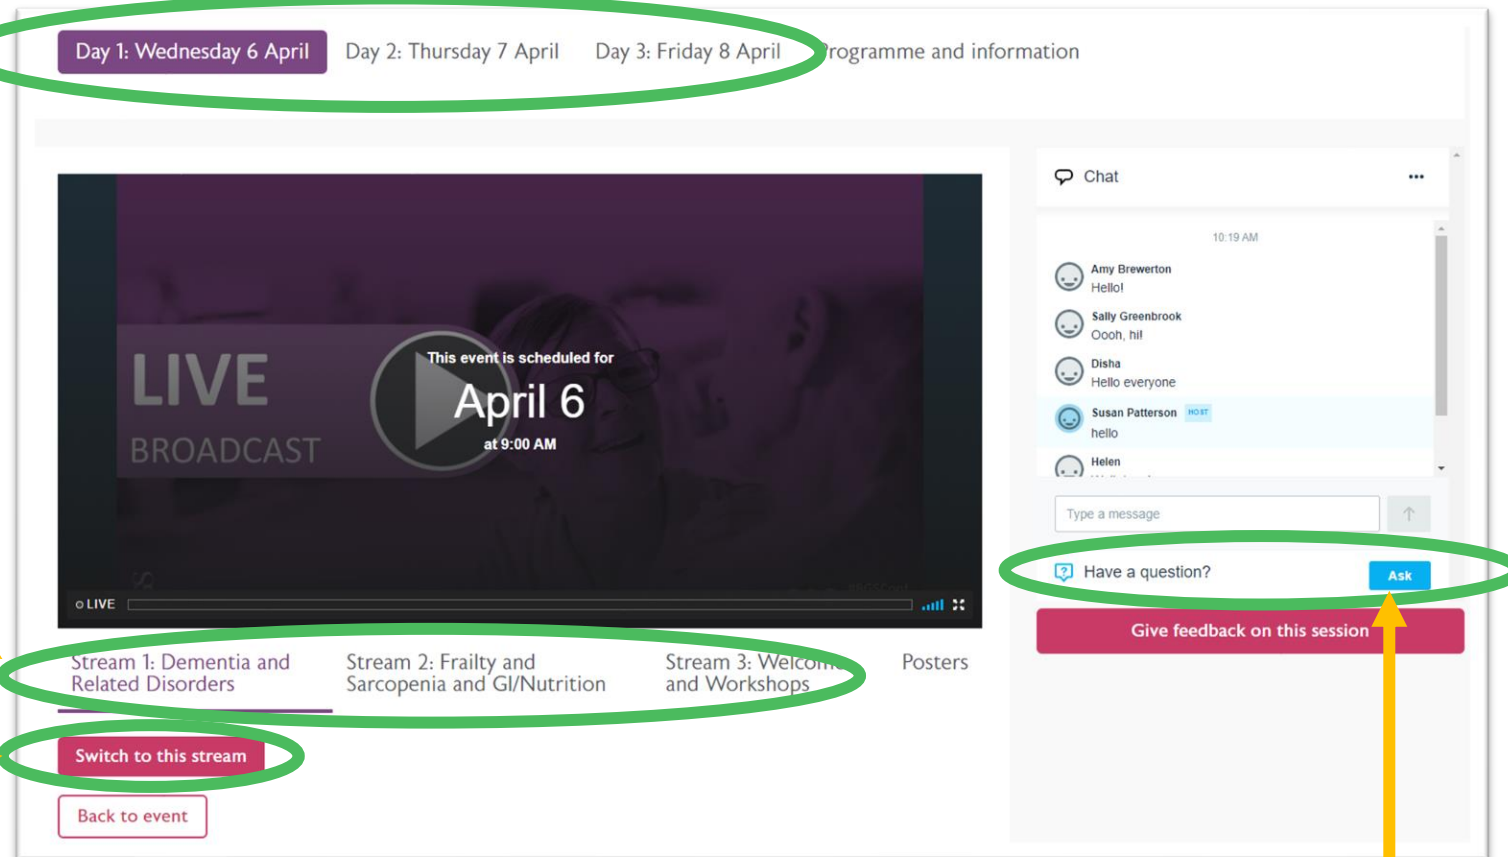 Day 1: Wednesday 6 April
Day 2: Thursday 7 April
Day 3: Friday 8 April
Programme and information
LIVE
BROADCAST
This event is scheduled for
April 6
at 9:00 AM
LIVE
Chat
10:19 AM
Amy Brewerton
Hello!
Sally Greenbrook
Oooh, hi!
Disha
Hello everyone
Susan Patterson HOST
hello
Helen
Type a message
Have a question?
Ask
Give feedback on this session
Stream 1: Dementia and
Related Disorders
Stream 2: Frailty and
Sarcopenia and GI/Nutrition
Stream 3: Welcome
and Workshops
Posters
Switch to this stream
Back to event